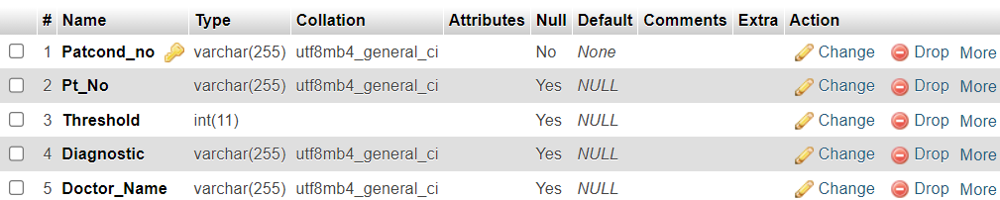 # Name Type Collation Attributes Null Default Comments Extra Action
1 Patcond_no varchar(255) utf8mb4_general_ci No None Change Drop More
2 Pt_No varchar(255) utf8mb4_general_ci Yes NULL Change Drop More
3 Threshold int(11) Yes NULL Change Drop More
4 Diagnostic varchar(255) utf8mb4_general_ci Yes NULL Change Drop More
5 Doctor_Name varchar(255) utf8mb4_general_ci Yes NULL Change Drop More